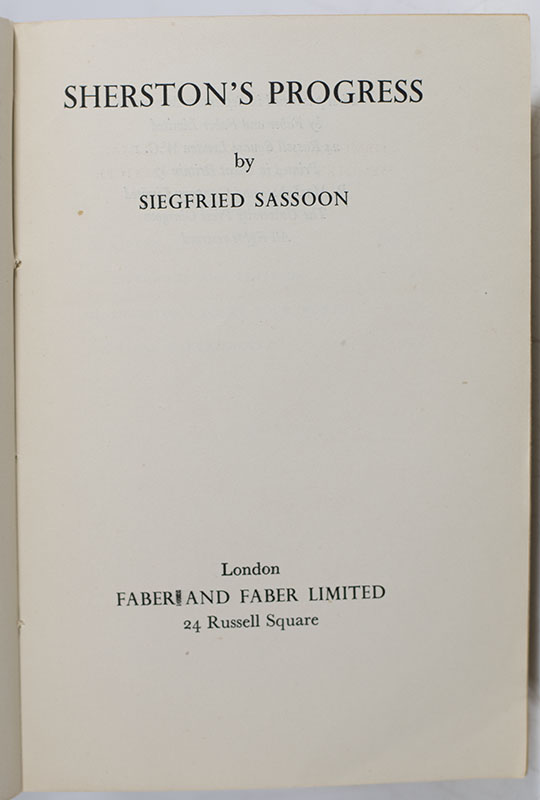 SHERSTON'S PROGRESS
by
SIEGFRIED SASSOON
London
FABER AND FABER LIMITED
24 Russell Square